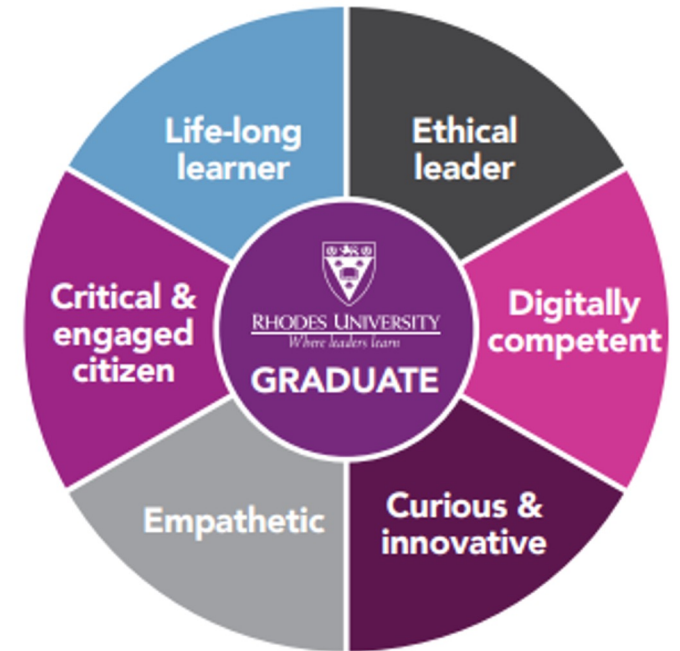 Life-long
learner
Ethical
leader
Critical &
engaged
citizen
RHODES UNIVERSITY
Where leaders learn
GRADUATE
Digitally
competent
Empathetic
Curious &
innovative